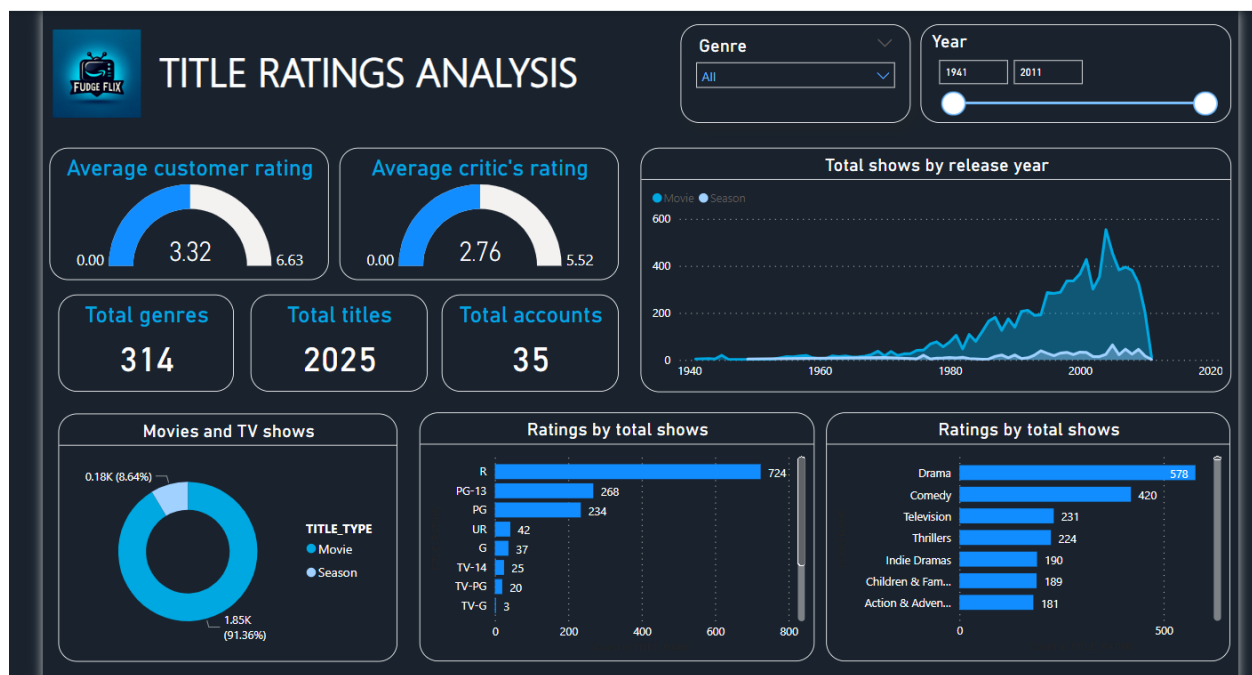 FUDGE FLIX
TITLE RATINGS ANALYSIS
Genre
All
Year
1941
2011
Average customer rating
0.00
3.32
6.63
Average critic's rating
0.00
2.76
5.52
Total shows by release year
Movie
Season
600
400
200
0
1940
1960
1980
2000
2020
Total genres
314
Total titles
2025
Total accounts
35
Movies and TV shows
0.18K (8.64%)
1.85K
(91.36%)
TITLE_TYPE
Movie
Season
Ratings by total shows
R
724
PG-13
268
PG
234
UR
42
G
37
TV-14
25
TV-PG
20
TV-G
3
0
200
400
600
800
Ratings by total shows
Drama
578
Comedy
420
Television
231
Thrillers
224
Indie Dramas
190
Children & Fam...
189
Action & Adven...
181
0
500